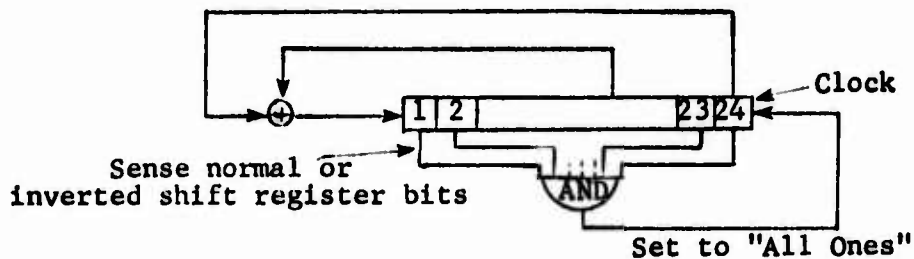 Clock
1 2 23 24
Sense normal or
inverted shift register bits
AND
Set to "All Ones"